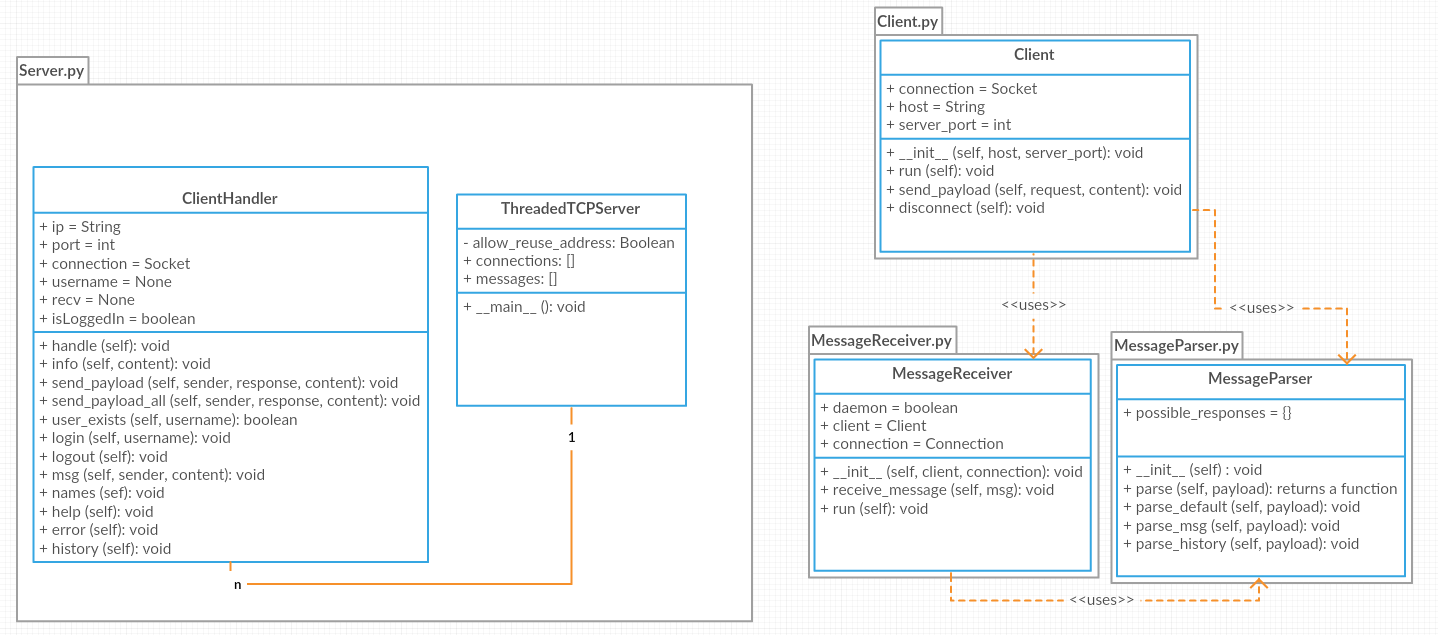 Server.py
ClientHandler
+ ip = String
+ port = int
+ connection = Socket
+ username = None
+ recv = None
+ isLoggedIn = boolean
+ handle (self): void
+ info (self, content): void
+ send_payload (self, sender, response, content): void
+ send_payload_all (self, sender, response, content): void
+ user_exists (self, username): boolean
+ login (self, username): void
+ logout (self): void
+ msg (self, sender, content): void
+ names (sef): void
+ help (self): void
+ error (self): void
+ history (self): void
n
ThreadedTCPServer
- allow_reuse_address: Boolean
+ connections: []
+ messages: []
+ __main__ (): void
1
Client.py
Client
+ connection = Socket
+ host = String
+ server_port = int
+ __init__ (self, host, server_port): void
+ run (self): void
+ send_payload (self, request, content): void
+ disconnect (self): void
<<uses>>
<<uses>>
MessageReceiver.py
MessageReceiver
+ daemon = boolean
+ client = Client
+ connection = Connection
+ __init__ (self, client, connection): void
+ receive_message (self, msg): void
+ run (self): void
MessageParser.py
MessageParser
+ possible_responses = {}
+ __init__ (self) : void
+ parse (self, payload): returns a function
+ parse_default (self, payload): void
+ parse_msg (self, payload): void
+ parse_history (self, payload): void
<<uses>>